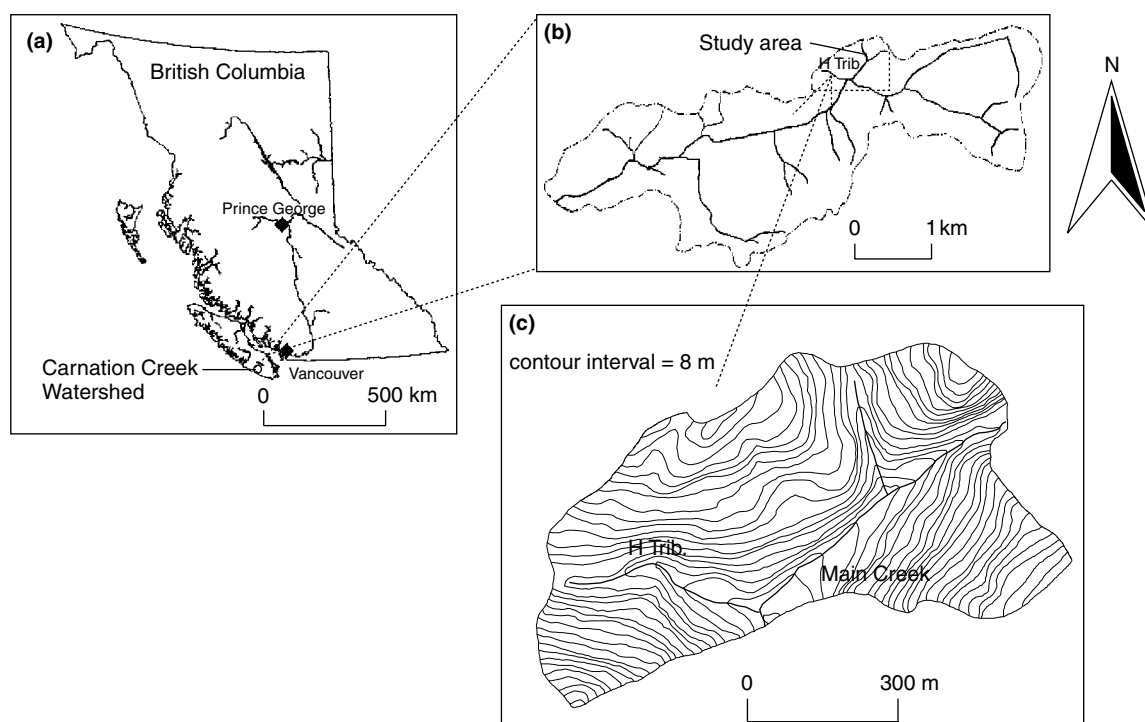 (a)
British Columbia
Prince George
Carnation Creek
Watershed
Vancouver
0
500 km
(b)
Study area
H Trib.
0
1 km
N
(c)
contour interval = 8 m
H Trib.
Main Creek
0
300 m